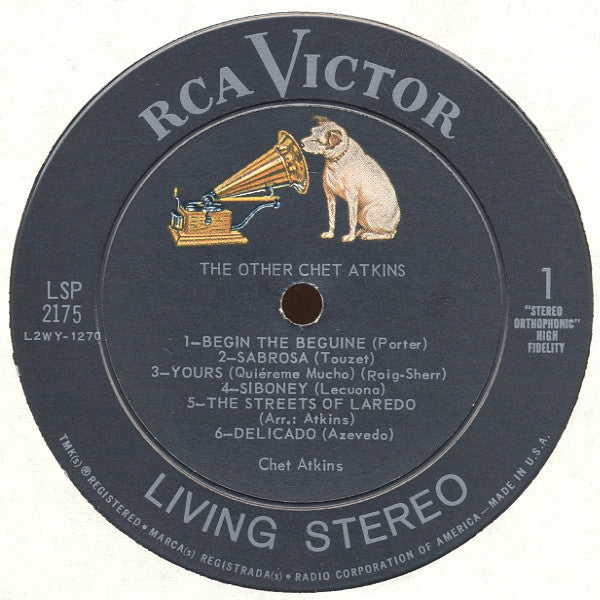 RCA VICTOR
THE OTHER CHET ATKINS
LSP
2175
L2WY-1270
1
"STEREO
ORTHOPHONIC"
HIGH
FIDELITY
1—BEGIN THE BEGUINE (Porter)
2—SABROSA (Touzet)
3—YOURS (Quiéreme Mucho) (Roig-Sherr)
4—SIBONEY (Lecuona)
5—THE STREETS OF LAREDO
(Arr.: Atkins)
6—DELICADO (Azevedo)
Chet Atkins
LIVING STEREO
TMK(s) ® REGISTERED • MARCA(s) REGISTRADA(s) • RADIO CORPORATION OF AMERICA—MADE IN U.S.A.